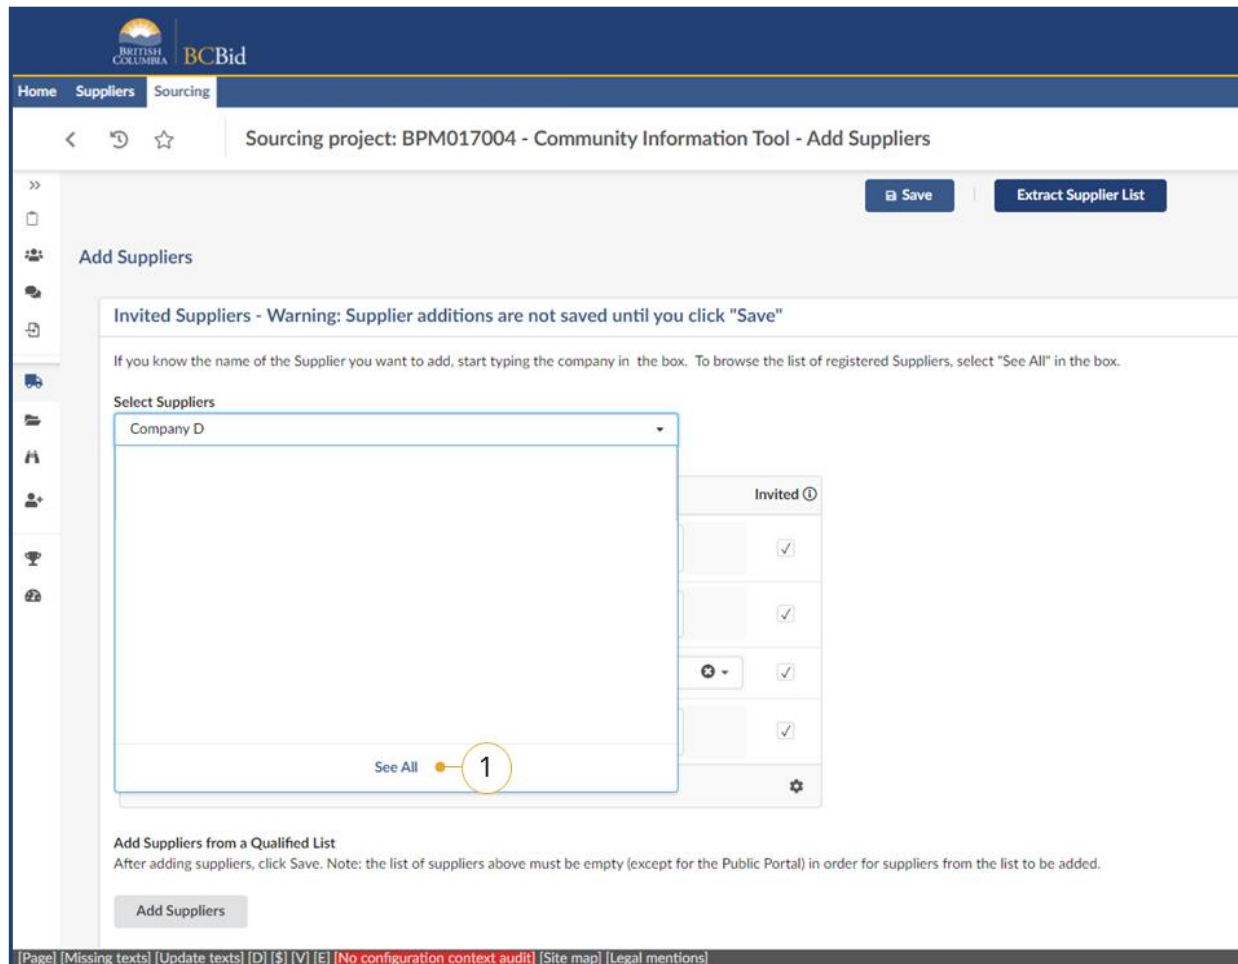 BRITISH
COLUMBIA
BCBid
Home Suppliers Sourcing
Sourcing project: BPM017004 - Community Information Tool - Add Suppliers
Save Extract Supplier List
Add Suppliers
Invited Suppliers - Warning: Supplier additions are not saved until you click "Save"
If you know the name of the Supplier you want to add, start typing the company in the box. To browse the list of registered Suppliers, select "See All" in the box.
Select Suppliers
Company D
Invited
See All 1
Add Suppliers from a Qualified List
After adding suppliers, click Save. Note: the list of suppliers above must be empty (except for the Public Portal) in order for suppliers from the list to be added.
Add Suppliers
[Page] [Missing texts] [Update texts] [D] [$] [V] [E] [No configuration context audit] [Site map] [Legal mentions]